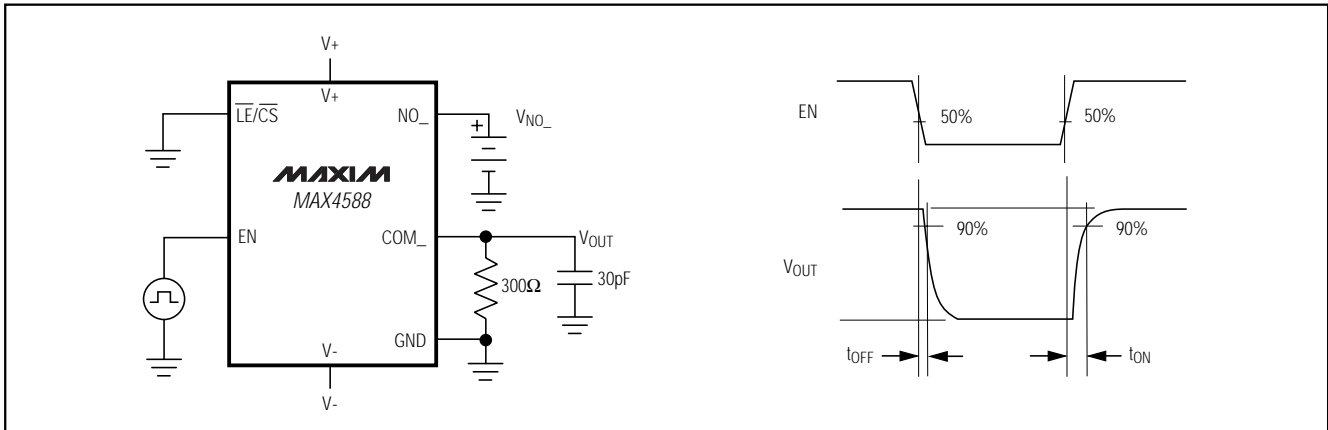 V+
V+
LE/CS
NO_
+
V_NO_
MAXIM
MAX4588
EN
COM_
V_OUT
300Ω
30pF
GND
V-
V-
EN
50%
50%
V_OUT
90%
90%
t_OFF
t_ON